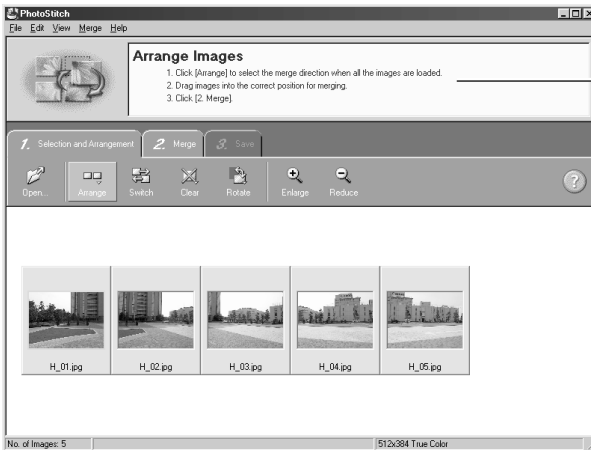 PhotoStitch
File Edit View Merge Help
Arrange Images
1. Click [Arrange] to select the merge direction when all the images are loaded.
2. Drag images into the correct position for merging.
3. Click [2. Merge].
1. Selection and Arrangement 2. Merge 3. Save
Open... Arrange Switch Clear Rotate Enlarge Reduce ?
H_01.jpg H_02.jpg H_03.jpg H_04.jpg H_05.jpg
No. of Images: 5 512x384 True Color